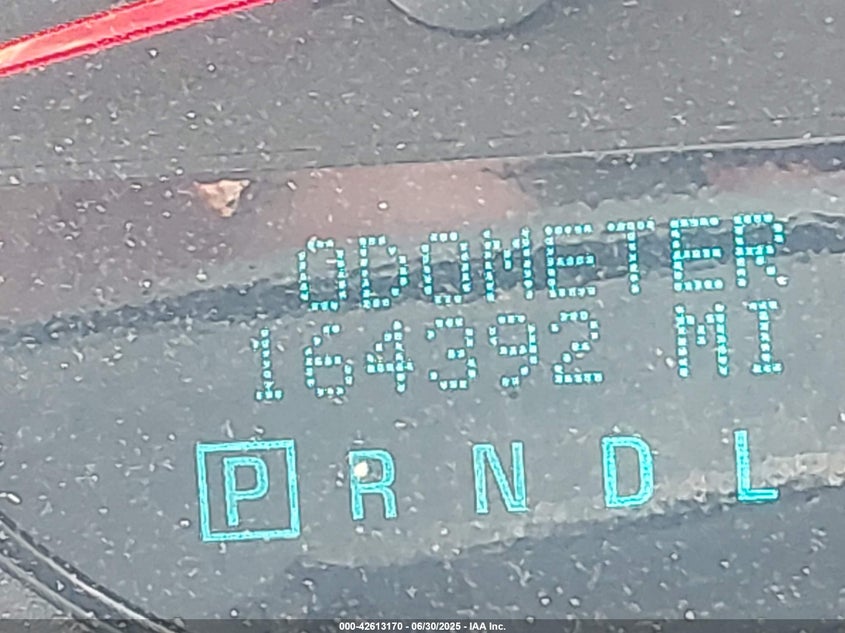 ODOMETER
164392 MI
P R N D L
000-42613170 - 06/30/2025 - IAA Inc.